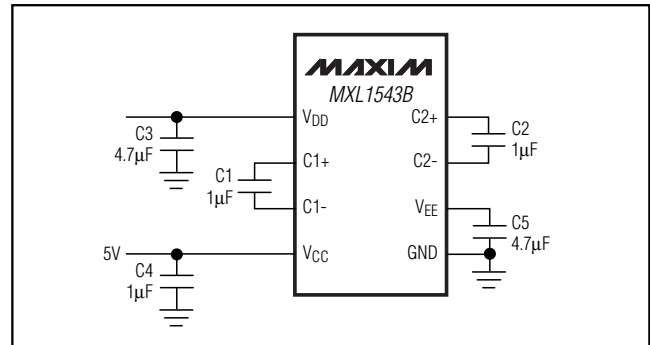 MAXIM
MXL1543B
VDD
C2+
C3
4.7μF
C2
1μF
C1+
C2-
C1
1μF
C1-
VEE
C5
4.7μF
5V
VCC
GND
C4
1μF